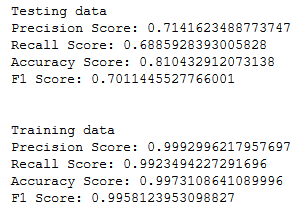 Testing data
Precision Score: 0.7141623488773747
Recall Score: 0.6885928393005828
Accuracy Score: 0.810432912073138
F1 Score: 0.7011445527766001
Training data
Precision Score: 0.9992996217957697
Recall Score: 0.9923494227291696
Accuracy Score: 0.9973108641089996
F1 Score: 0.9958123953098827